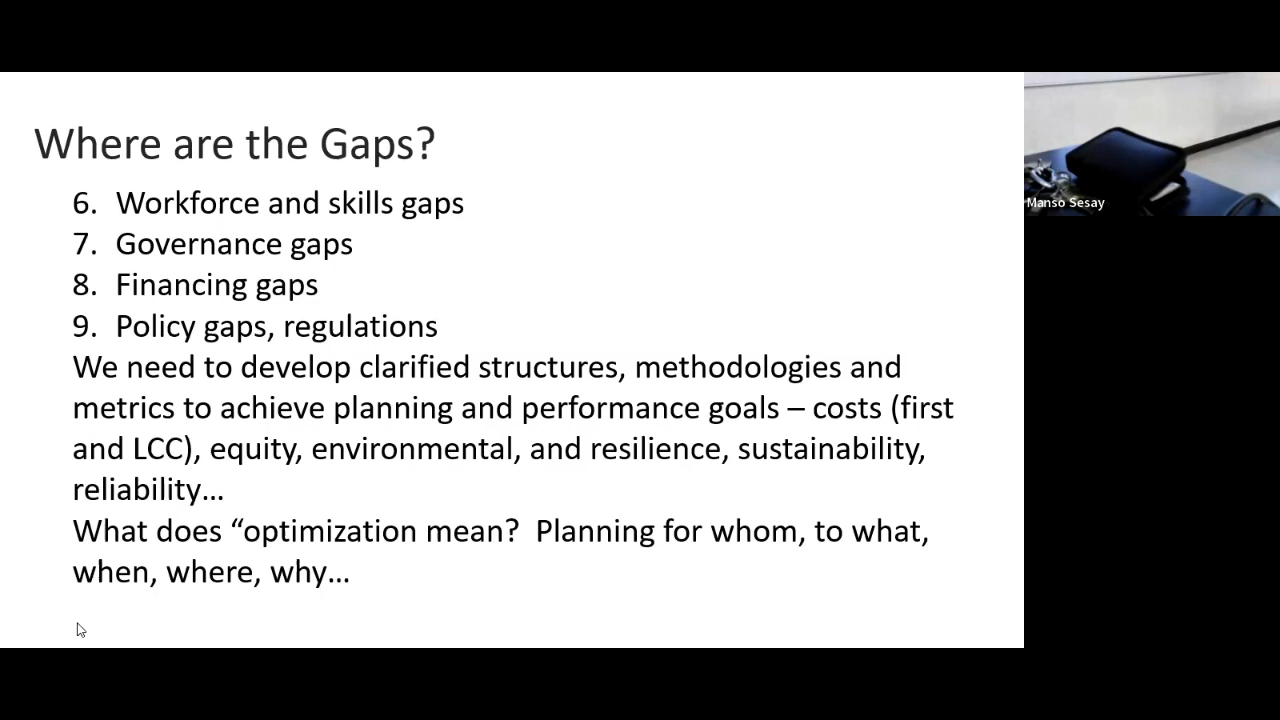 Where are the Gaps?
6. Workforce and skills gaps
7. Governance gaps
8. Financing gaps
9. Policy gaps, regulations
We need to develop clarified structures, methodologies and
metrics to achieve planning and performance goals – costs (first
and LCC), equity, environmental, and resilience, sustainability,
reliability…
What does “optimization mean?  Planning for whom, to what,
when, where, why…
Manso Sesay